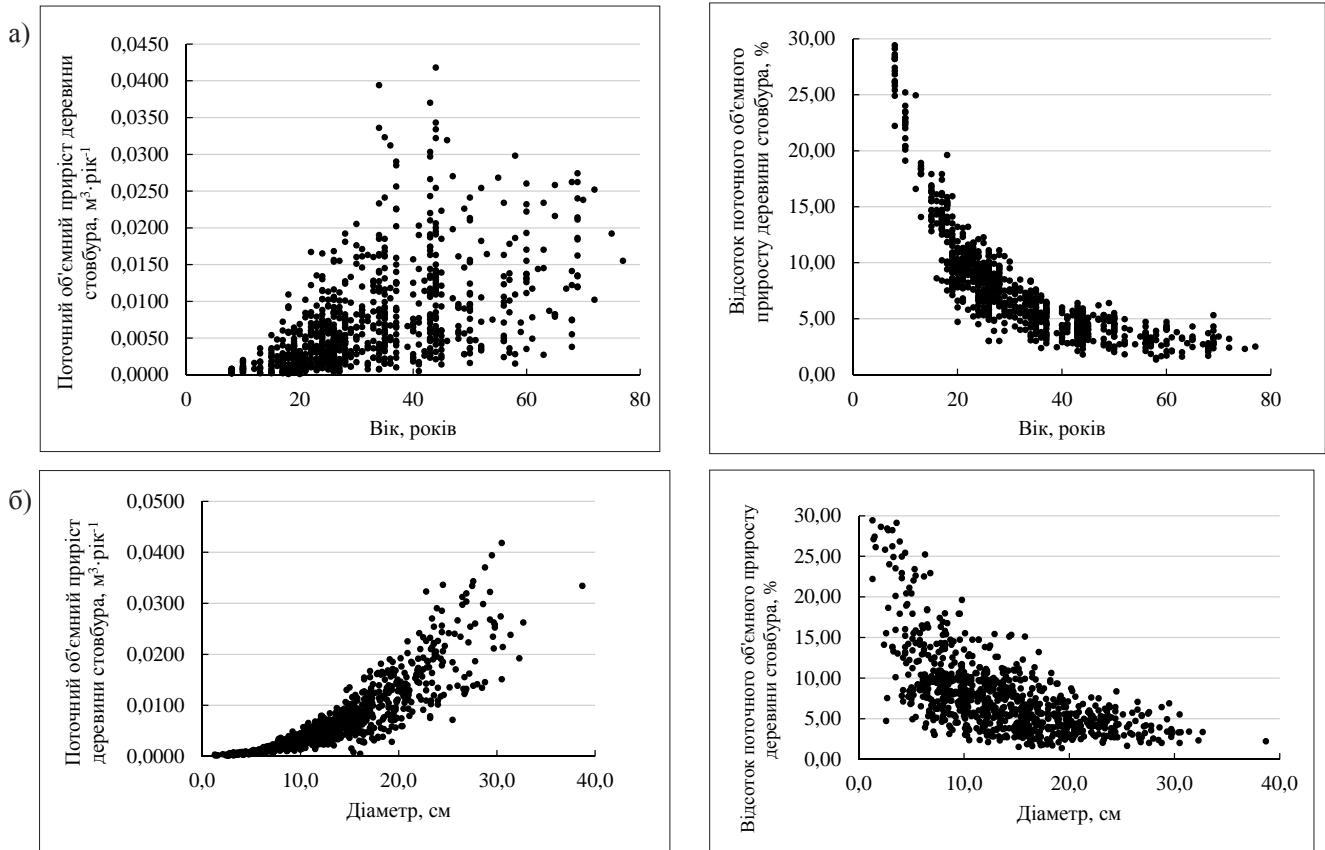 а)
Поточний об'ємний приріст деревини
стовбура, м³·рік⁻¹
0,0450
0,0400
0,0350
0,0300
0,0250
0,0200
0,0150
0,0100
0,0050
0,0000
0 20 40 60 80
Вік, років
Відсоток поточного об'ємного
приросту деревини стовбура, %
30,00
25,00
20,00
15,00
10,00
5,00
0,00
0 20 40 60 80
Вік, років
б)
Поточний об'ємний приріст
деревини стовбура, м³·рік⁻¹
0,0500
0,0400
0,0300
0,0200
0,0100
0,0000
0,0 10,0 20,0 30,0 40,0
Діаметр, см
Відсоток поточного об'ємного приросту
деревини стовбура, %
30,00
25,00
20,00
15,00
10,00
5,00
0,00
0,0 10,0 20,0 30,0 40,0
Діаметр, см